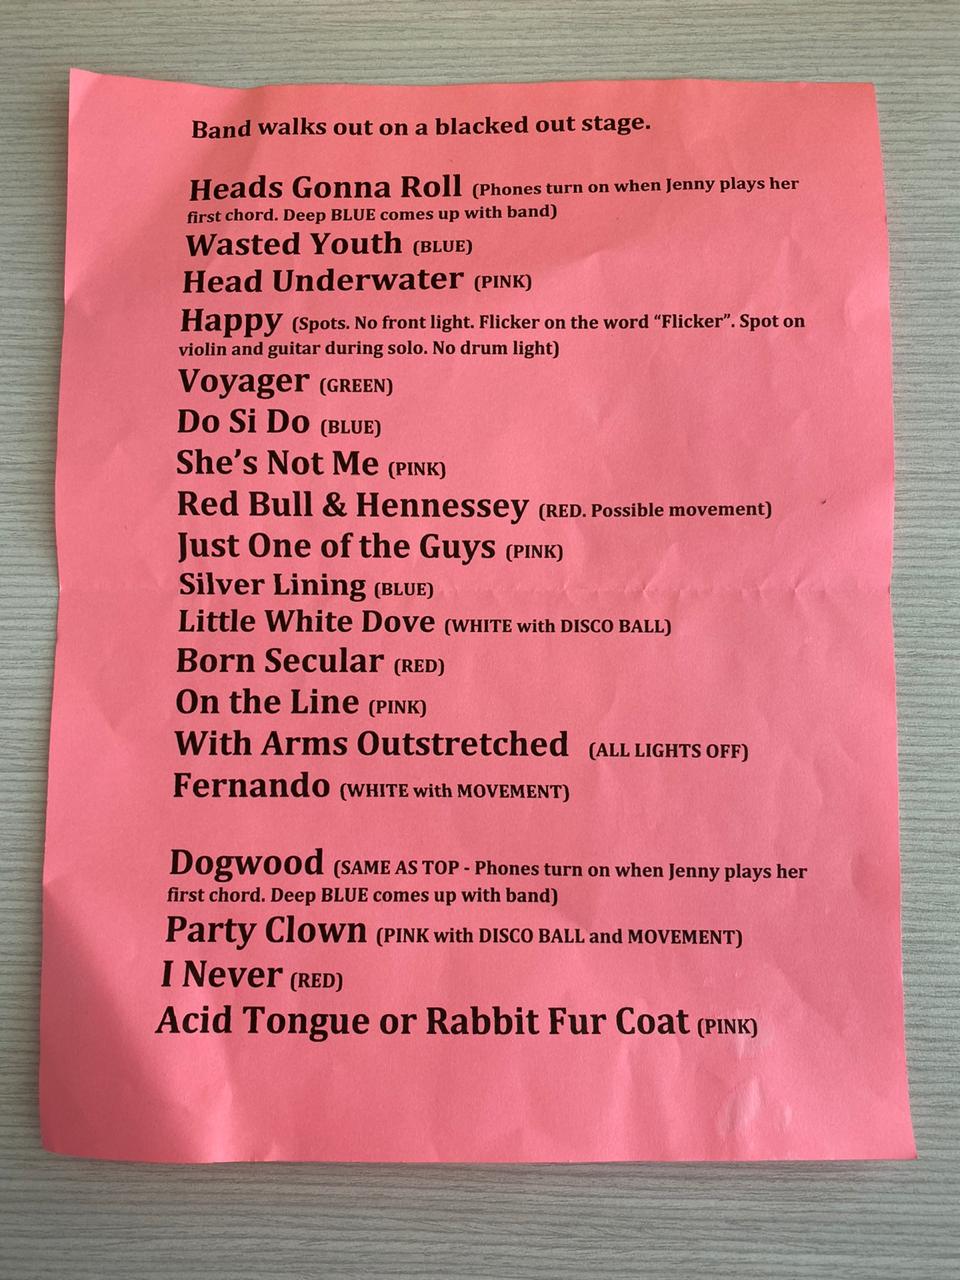 Band walks out on a blacked out stage.
Heads Gonna Roll (Phones turn on when Jenny plays her
first chord. Deep BLUE comes up with band)
Wasted Youth (BLUE)
Head Underwater (PINK)
Happy (Spots. No front light. Flicker on the word “Flicker”. Spot on
violin and guitar during solo. No drum light)
Voyager (GREEN)
Do Si Do (BLUE)
She’s Not Me (PINK)
Red Bull & Hennessey (RED. Possible movement)
Just One of the Guys (PINK)
Silver Lining (BLUE)
Little White Dove (WHITE with DISCO BALL)
Born Secular (RED)
On the Line (PINK)
With Arms Outstretched (ALL LIGHTS OFF)
Fernando (WHITE with MOVEMENT)
Dogwood (SAME AS TOP - Phones turn on when Jenny plays her
first chord. Deep BLUE comes up with band)
Party Clown (PINK with DISCO BALL and MOVEMENT)
I Never (RED)
Acid Tongue or Rabbit Fur Coat (PINK)